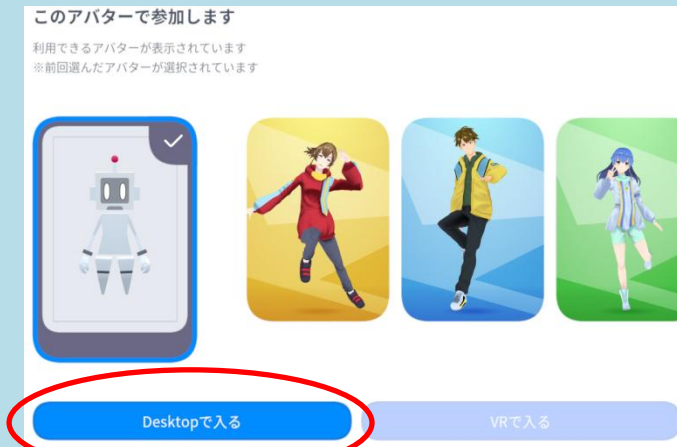 このアバターで参加します
利用できるアバターが表示されています
※前回選んだアバターが選択されています
Desktopで入る
VRで入る